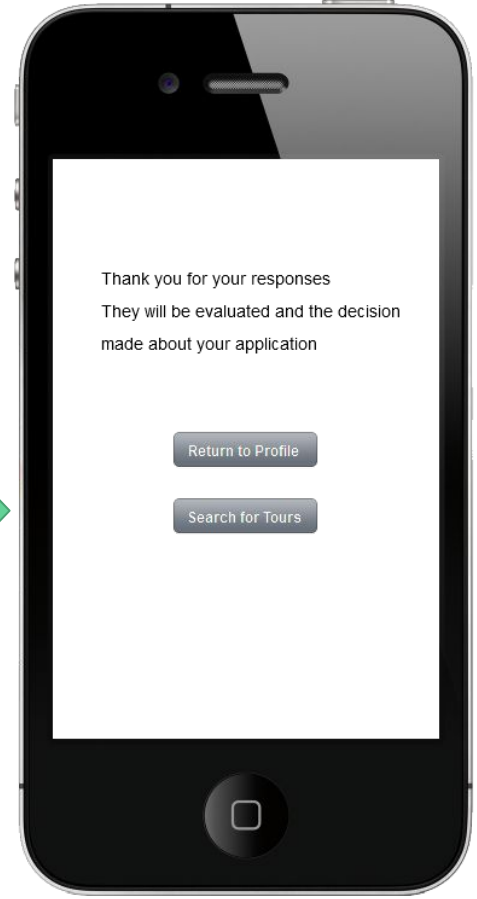 Thank you for your responses
They will be evaluated and the decision
made about your application
Return to Profile
Search for Tours